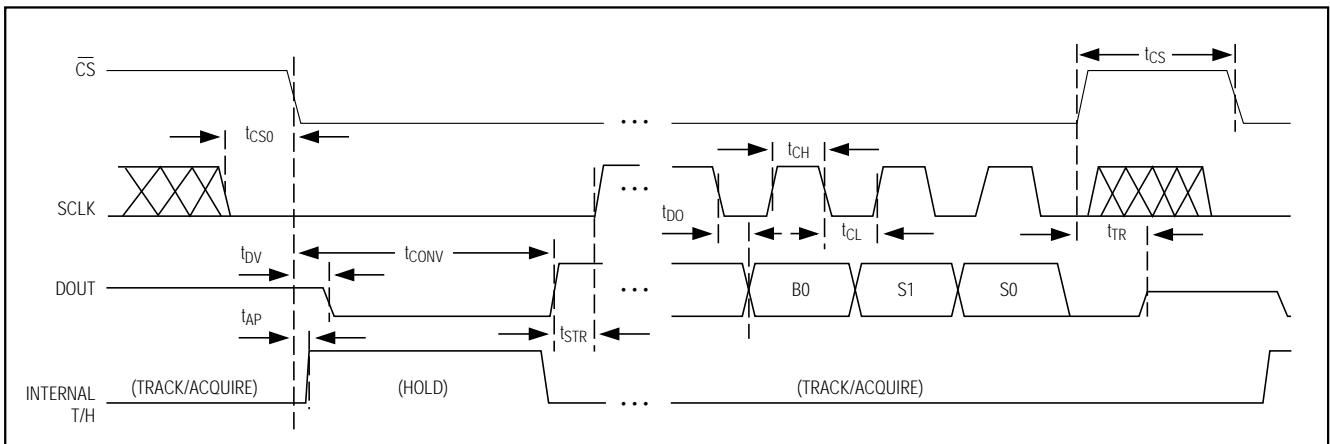 CS
tCS
tCS0
tCH
SCLK
tDO
tCL
tTR
tDV
tCONV
DOUT
B0
S1
S0
tAP
tSTR
INTERNAL
T/H
(TRACK/ACQUIRE)
(HOLD)
(TRACK/ACQUIRE)